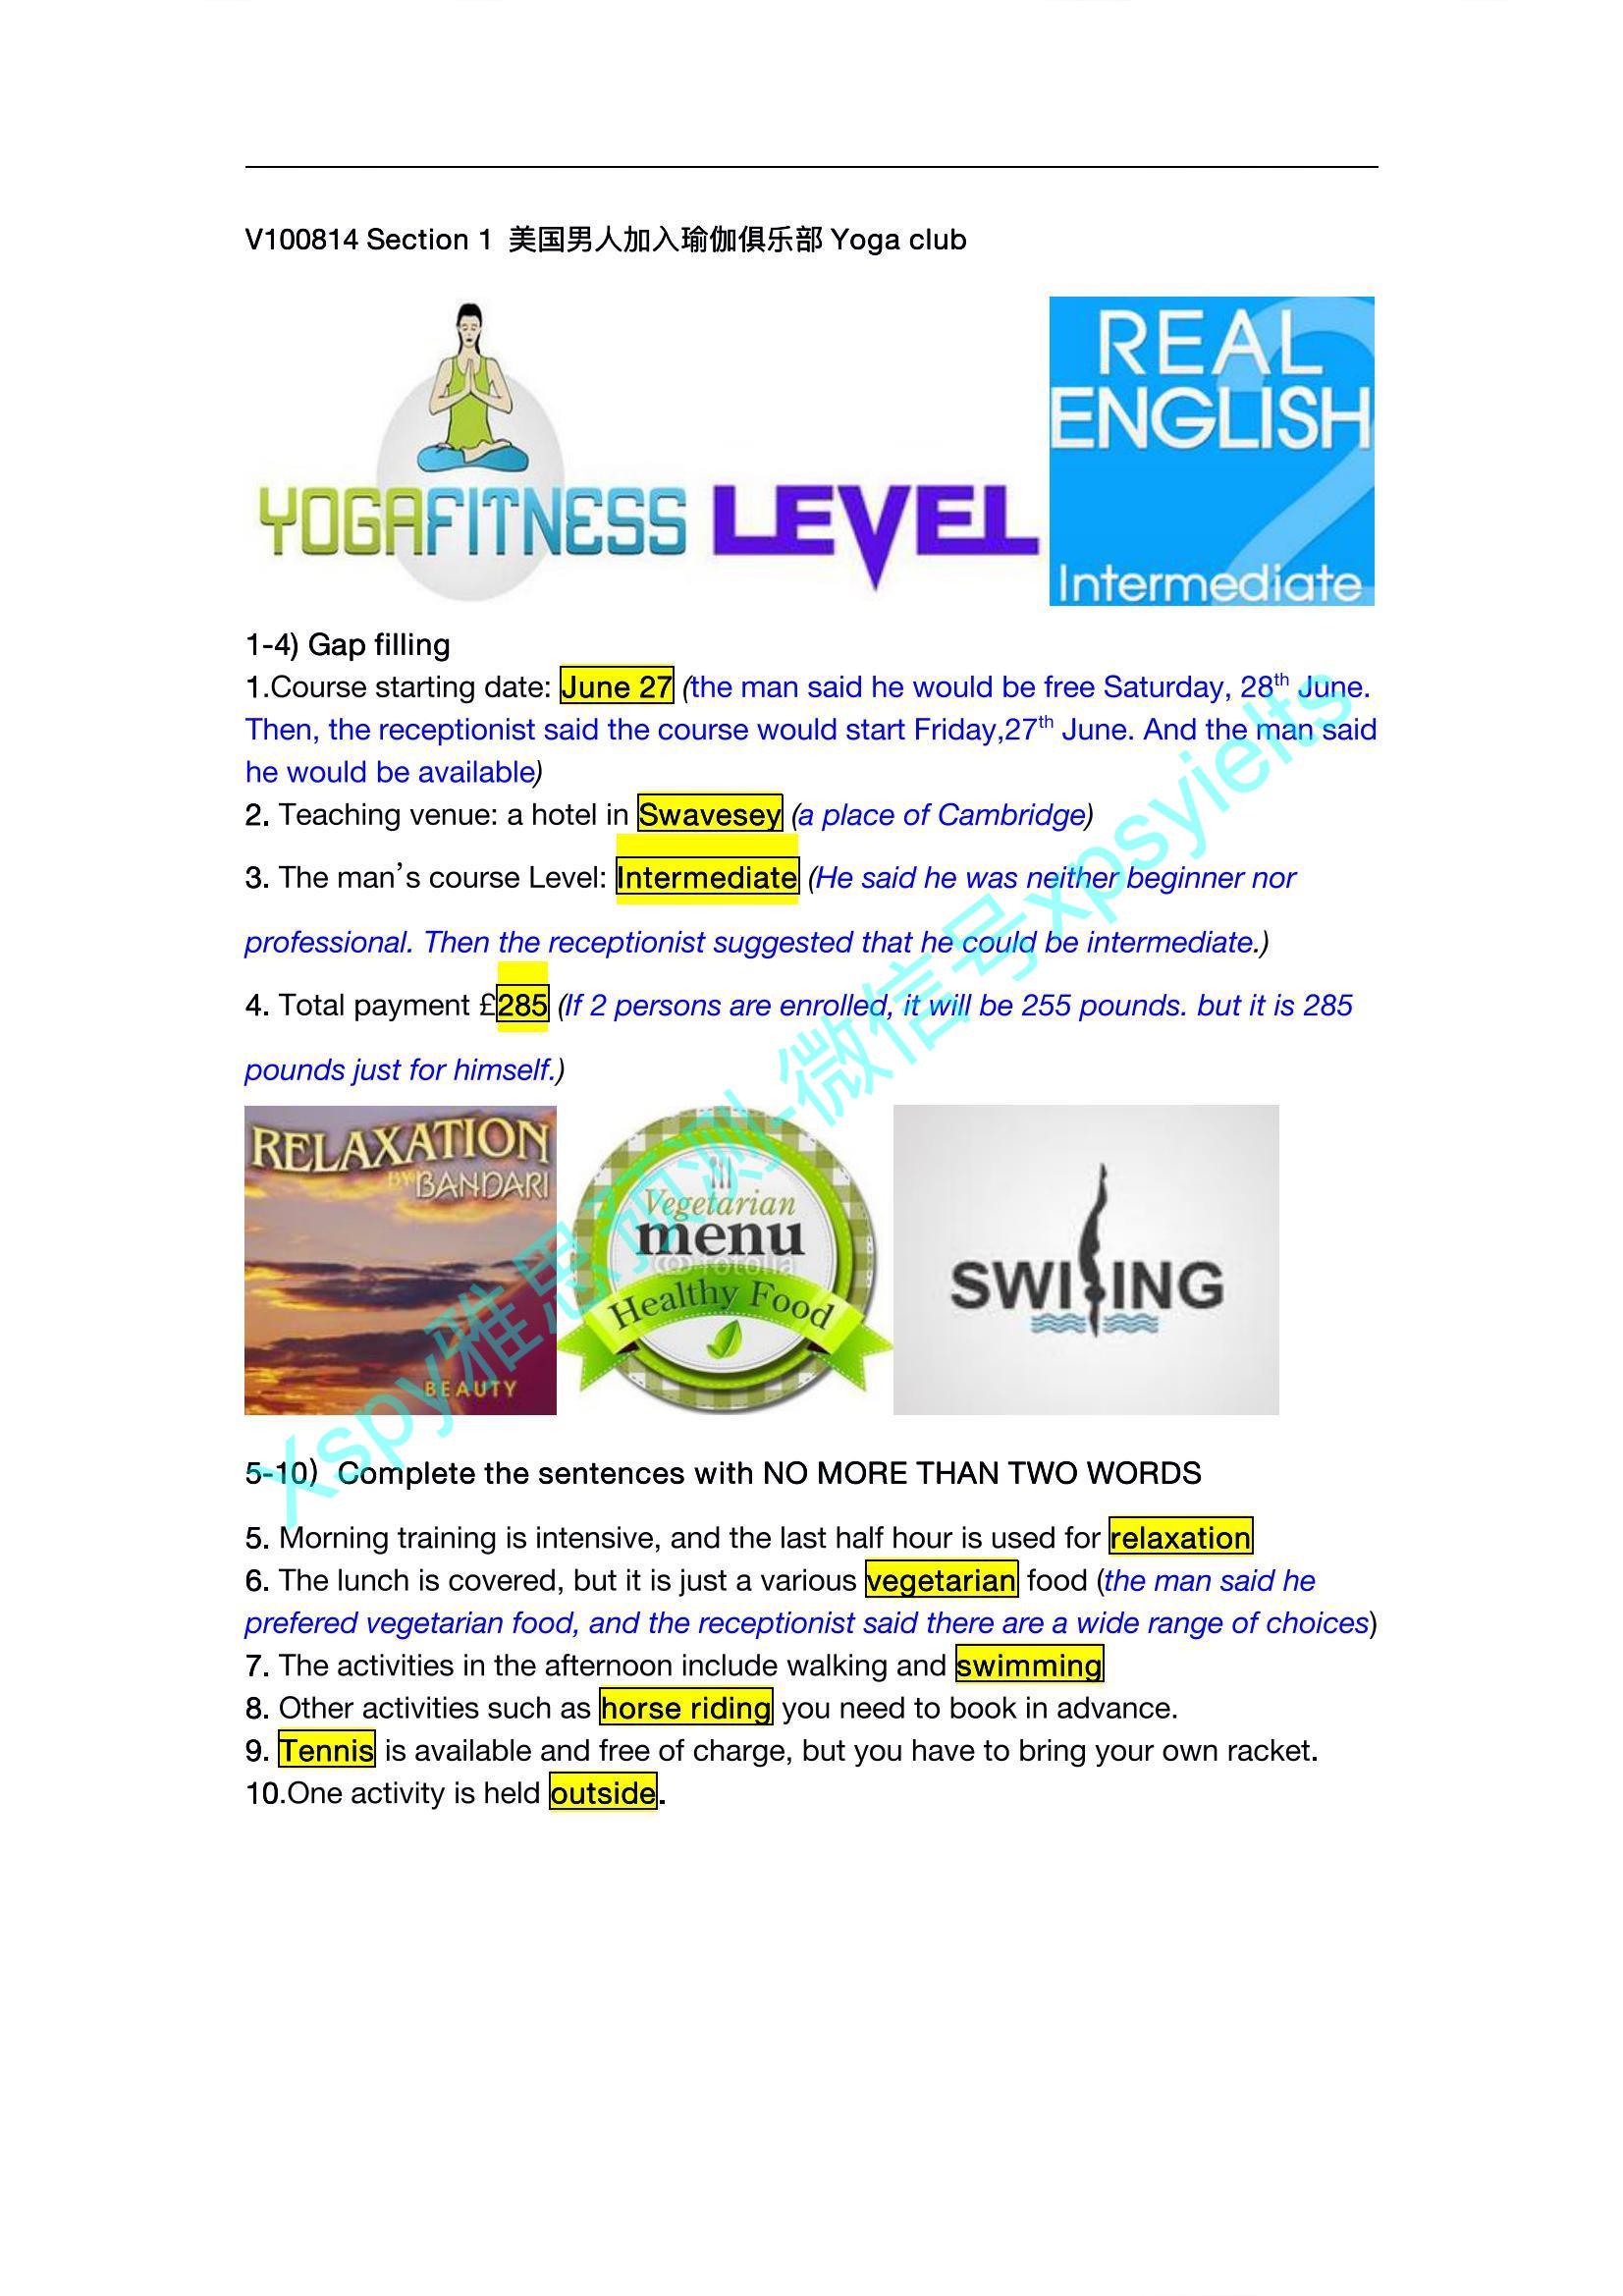 V100814 Section 1 美国男人加入瑜伽俱乐部 Yoga club
YOGAFITNESS
LEVEL
REAL
ENGLISH
2
Intermediate
1-4) Gap filling
1.Course starting date: June 27 (the man said he would be free Saturday, 28th June.
Then, the receptionist said the course would start Friday,27th June. And the man said
he would be available)
2. Teaching venue: a hotel in Swavesey (a place of Cambridge)
3. The man's course Level: Intermediate (He said he was neither beginner nor
professional. Then the receptionist suggested that he could be intermediate.)
4. Total payment £285 (If 2 persons are enrolled, it will be 255 pounds. but it is 285
pounds just for himself.)
RELAXATION
BY BANDARI
BEAUTY
Vegetarian
menu
fotolia
Healthy Food
SWIING
5-10) Complete the sentences with NO MORE THAN TWO WORDS
5. Morning training is intensive, and the last half hour is used for relaxation
6. The lunch is covered, but it is just a various vegetarian food (the man said he
prefered vegetarian food, and the receptionist said there are a wide range of choices)
7. The activities in the afternoon include walking and swimming
8. Other activities such as horse riding you need to book in advance.
9. Tennis is available and free of charge, but you have to bring your own racket.
10.One activity is held outside.
Xspy雅思预测-微信号xpsyielts